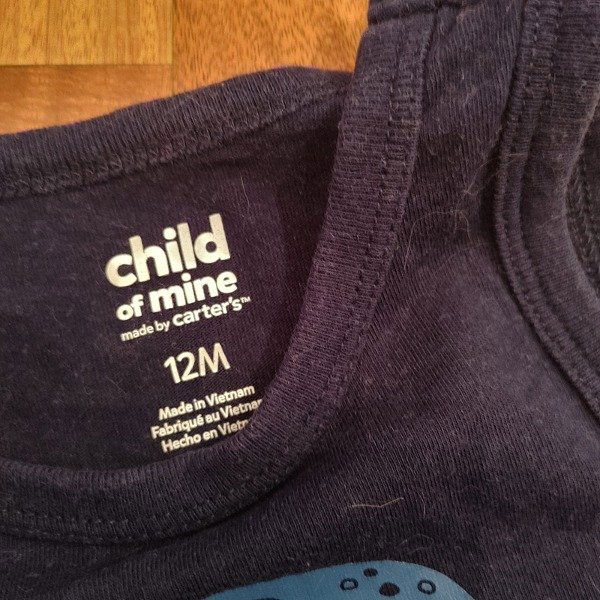 child
of mine
made by carter's™
12M
Made in Vietnam
Fabriqué au
Hecho en